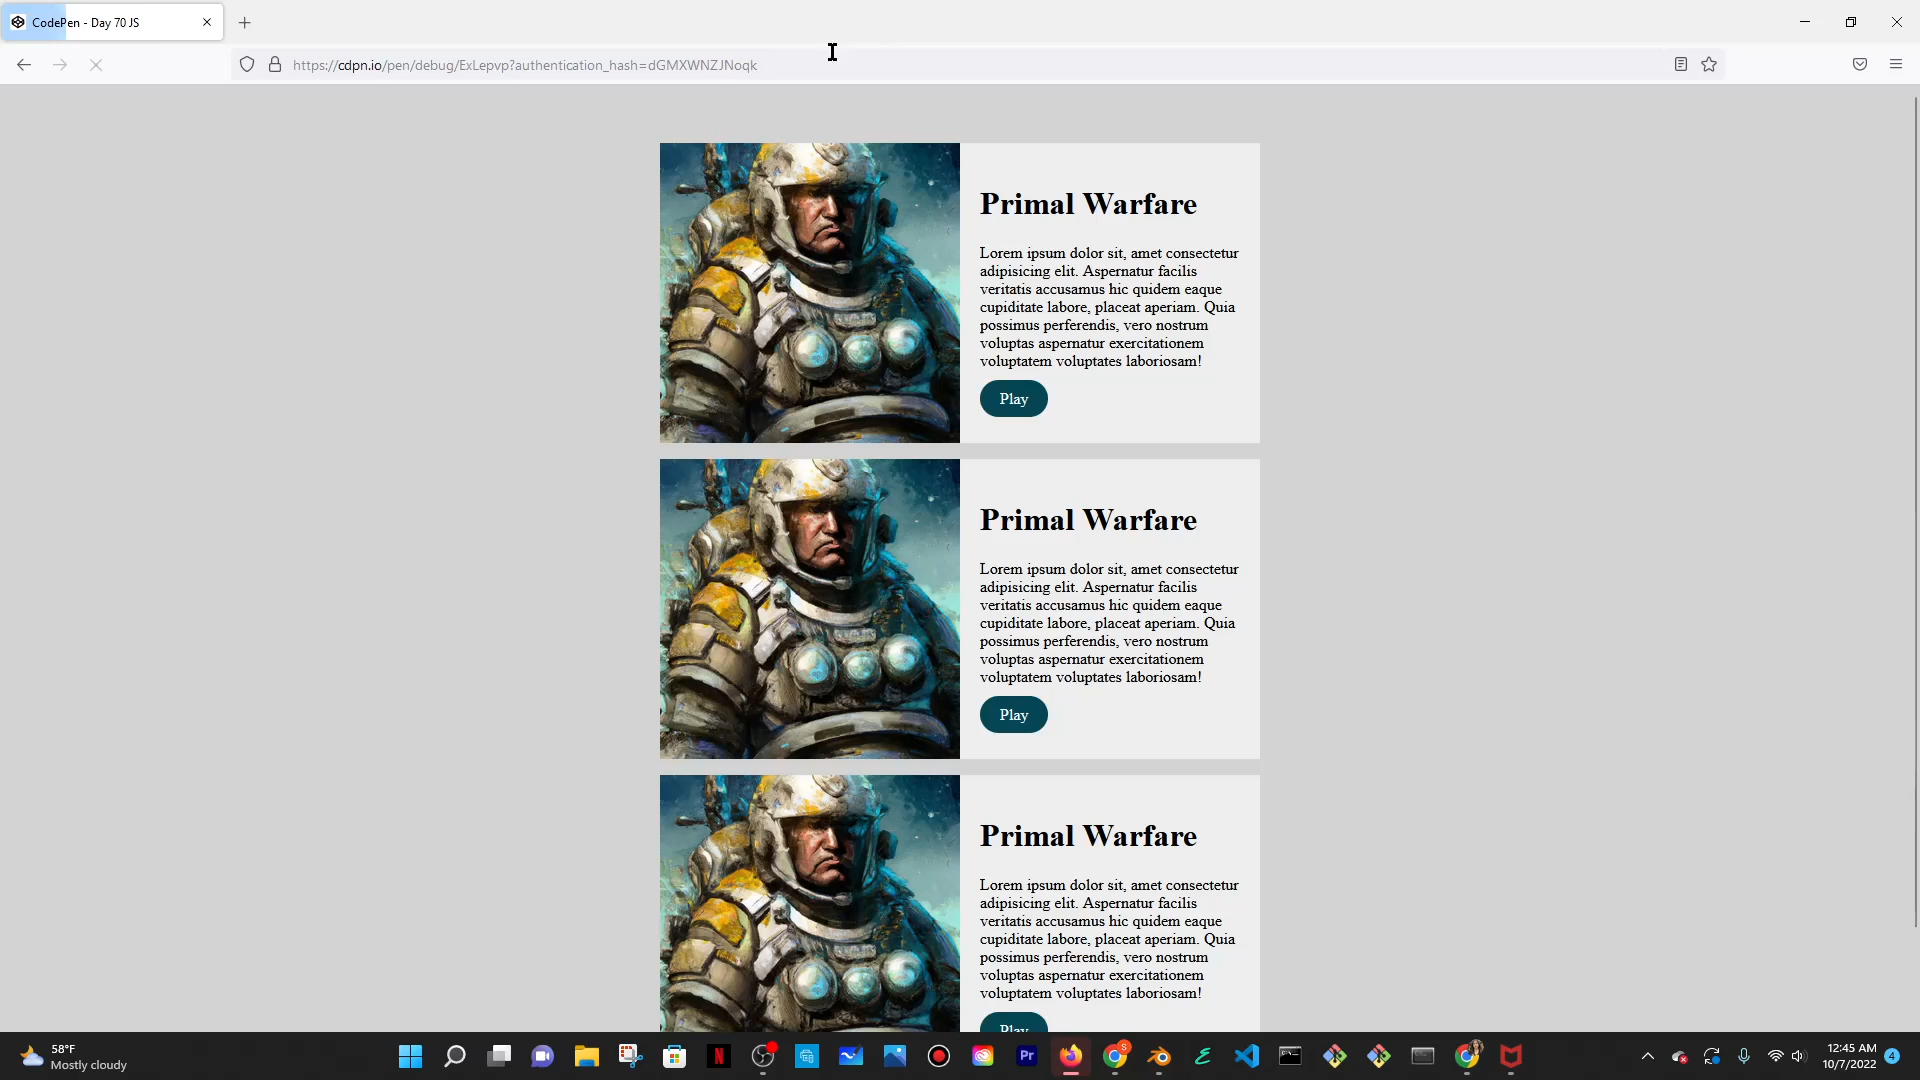 CodePen - Day 70 JS
https://cdpn.io/pen/debug/ExLepvp?authentication_hash=dGMXWNZJNoqk
Primal Warfare
Lorem ipsum dolor sit, amet consectetur
adipisicing elit. Aspernatur facilis
veritatis accusamus hic quidem eaque
cupiditate labore, placeat aperiam. Quia
possimus perferendis, vero nostrum
voluptas aspernatur exercitationem
voluptatem voluptates laboriosam!
Play
Primal Warfare
Lorem ipsum dolor sit, amet consectetur
adipisicing elit. Aspernatur facilis
veritatis accusamus hic quidem eaque
cupiditate labore, placeat aperiam. Quia
possimus perferendis, vero nostrum
voluptas aspernatur exercitationem
voluptatem voluptates laboriosam!
Play
Primal Warfare
Lorem ipsum dolor sit, amet consectetur
adipisicing elit. Aspernatur facilis
veritatis accusamus hic quidem eaque
cupiditate labore, placeat aperiam. Quia
possimus perferendis, vero nostrum
voluptas aspernatur exercitationem
voluptatem voluptates laboriosam!
Play
58°F
Mostly cloudy
N
Pr
S
12:45 AM
10/7/2022
4